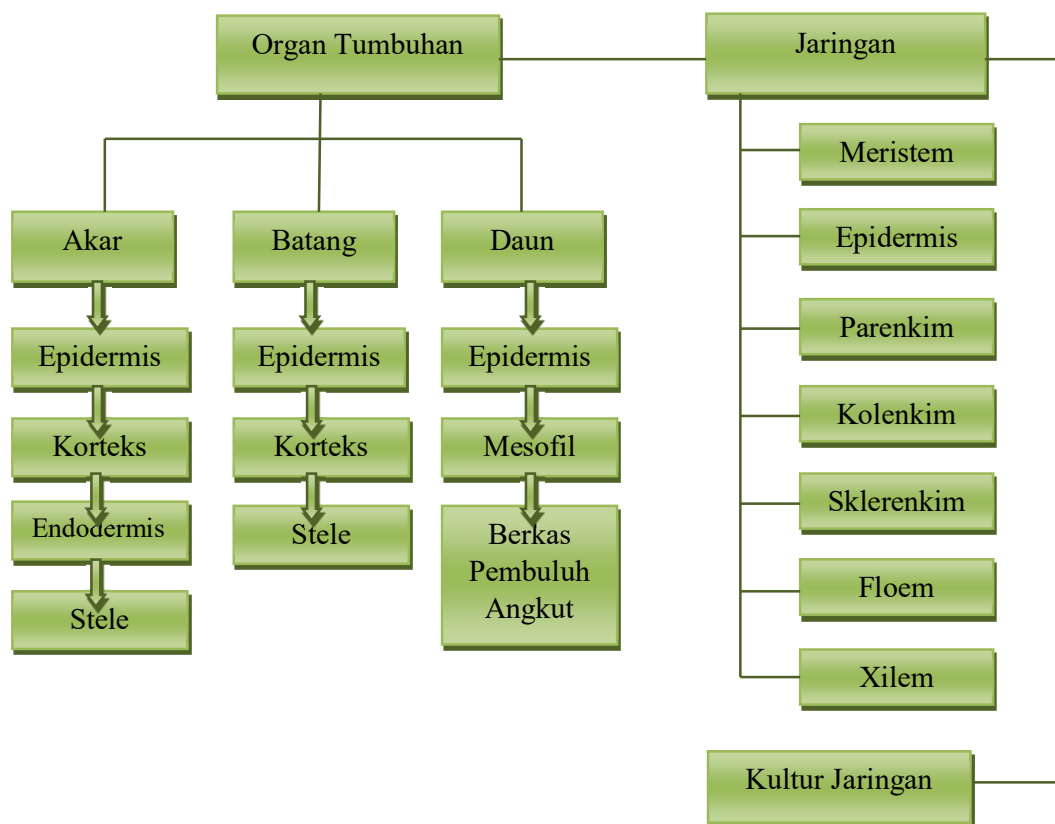 Organ Tumbuhan
Jaringan
Akar
Batang
Daun
Epidermis
Epidermis
Epidermis
Korteks
Korteks
Mesofil
Endodermis
Stele
Berkas
Pembuluh
Angkut
Stele
Meristem
Epidermis
Parenkim
Kolenkim
Sklerenkim
Floem
Xilem
Kultur Jaringan